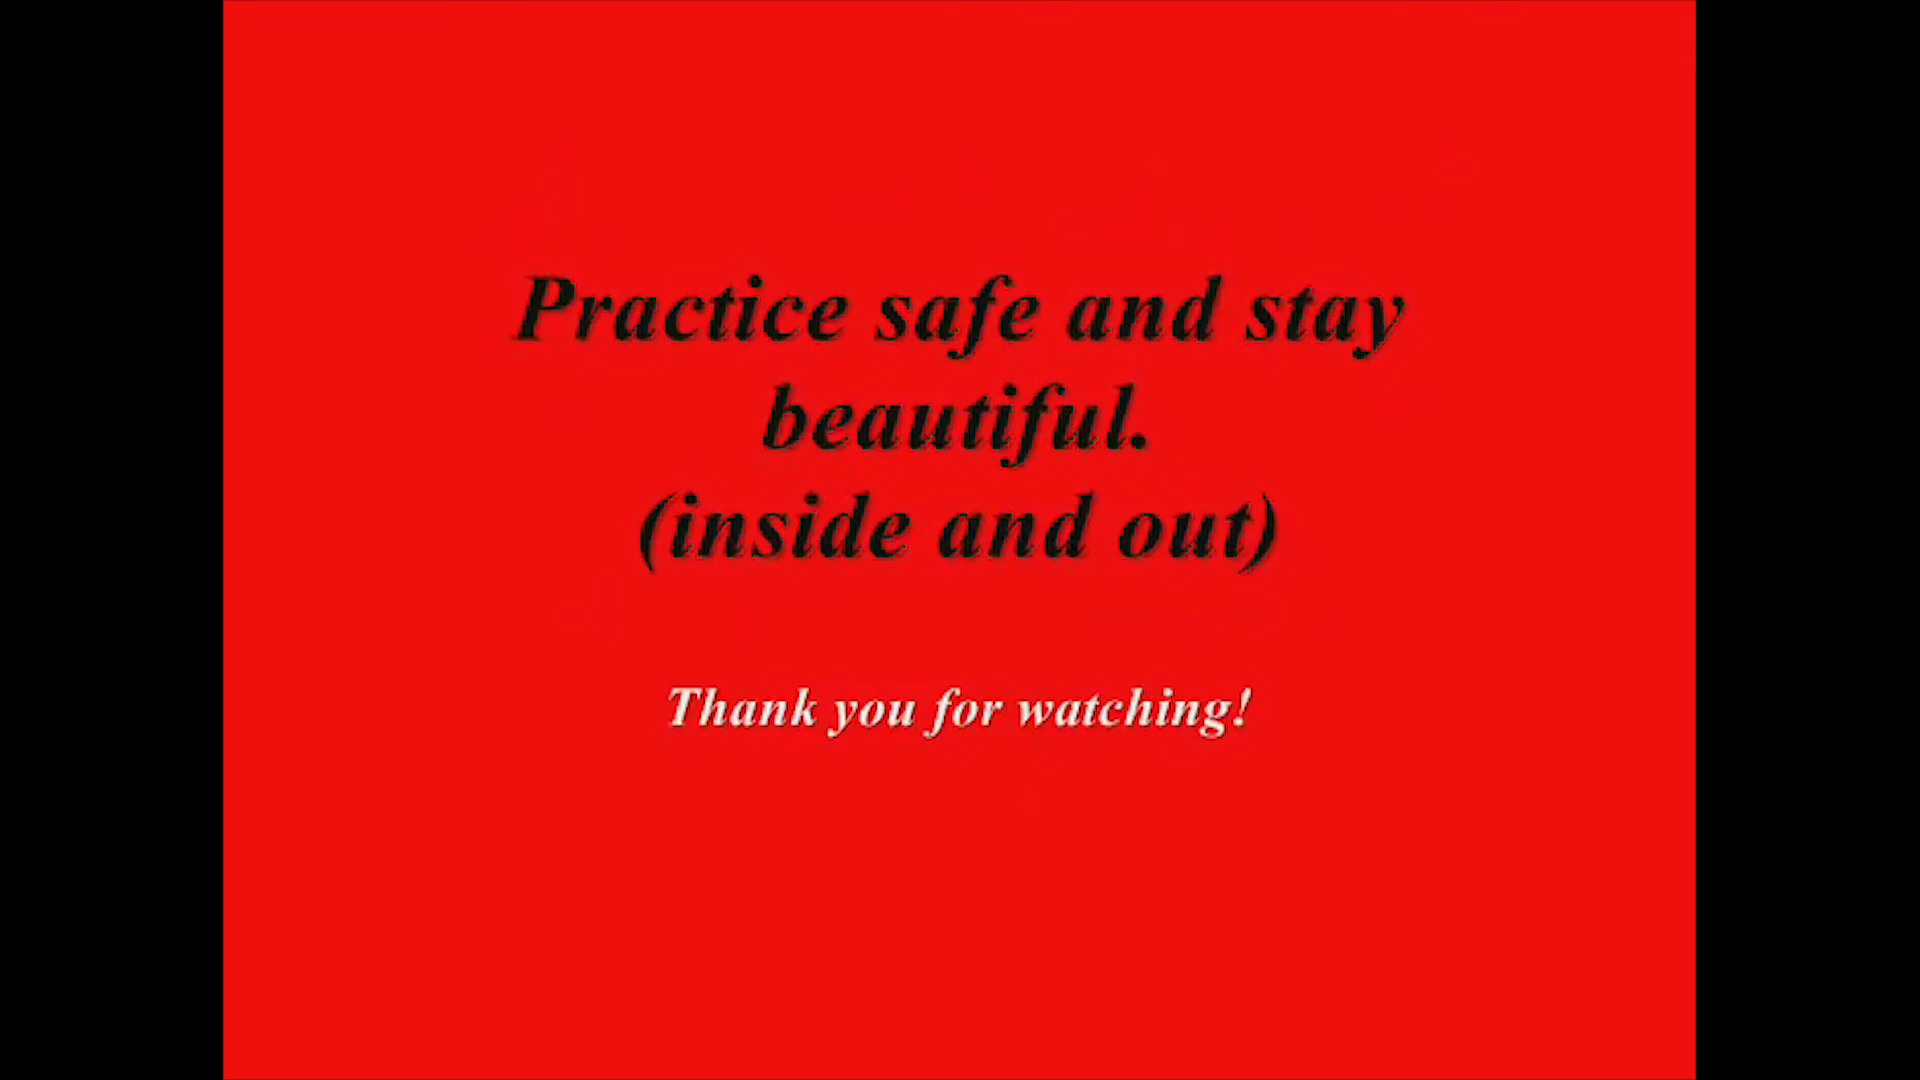 Practice safe and stay
beautiful.
(inside and out)
Thank you for watching!